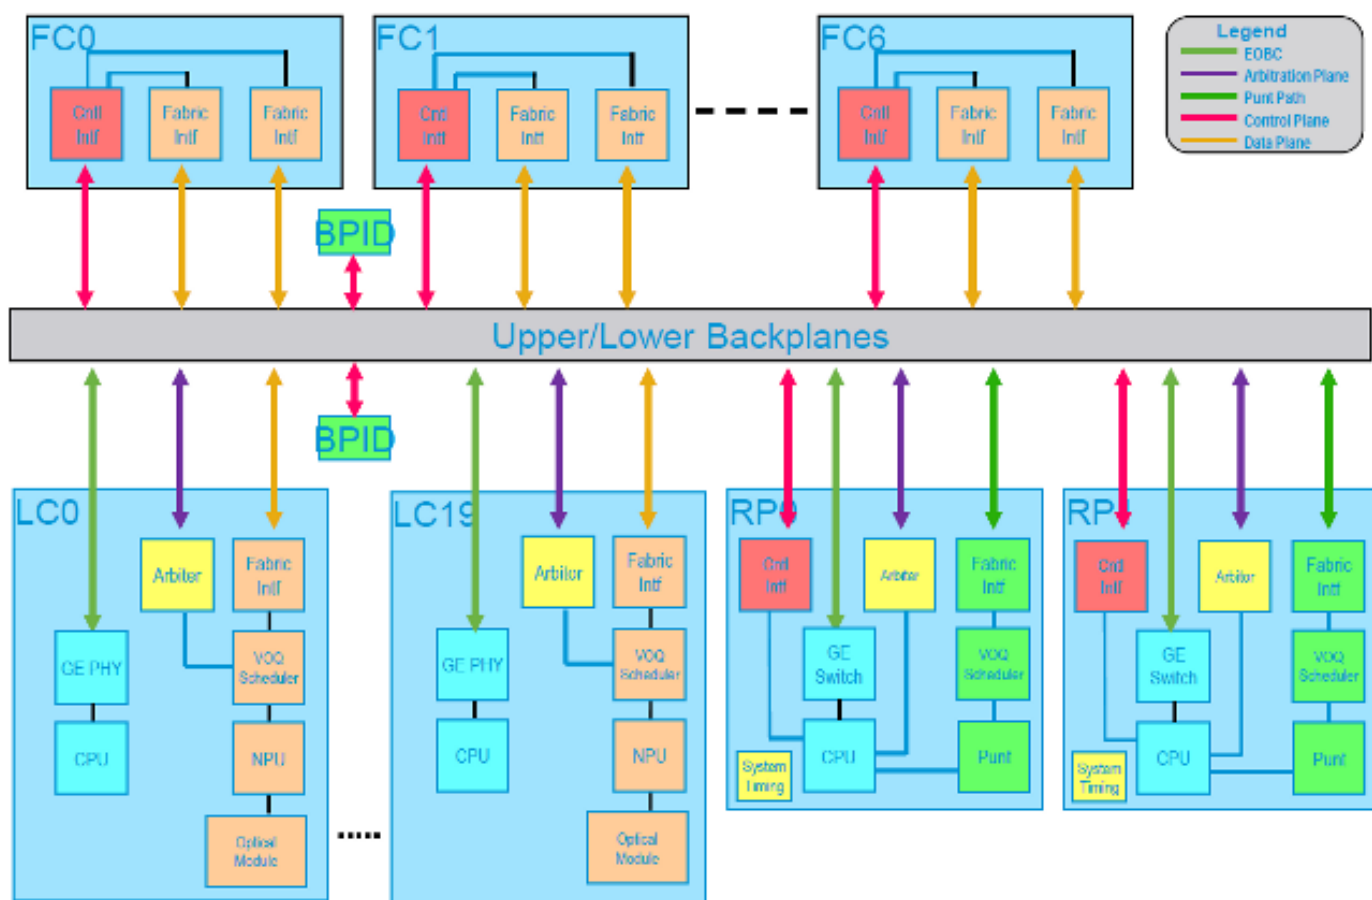 FC0
Cntl
Intf
Fabric
Intf
Fabric
Intf
FC1
Cntl
Intf
Fabric
Intf
Fabric
Intf
FC6
Cntl
Intf
Fabric
Intf
Fabric
Intf
Legend
EOBC
Arbitration Plane
Punt Path
Control Plane
Data Plane
BPID
Upper/Lower Backplanes
BPID
LC0
Arbiter
Fabric
Intf
GE PHY
VOQ
Scheduler
CPU
NPU
Optical
Module
LC19
Arbiter
Fabric
Intf
GE PHY
VOQ
Scheduler
CPU
NPU
Optical
Module
RP0
Cntl
Intf
Arbiter
Fabric
Intf
GE
Switch
VOQ
Scheduler
System
Timing
CPU
Punt
RP1
Cntl
Intf
Arbiter
Fabric
Intf
GE
Switch
VOQ
Scheduler
System
Timing
CPU
Punt